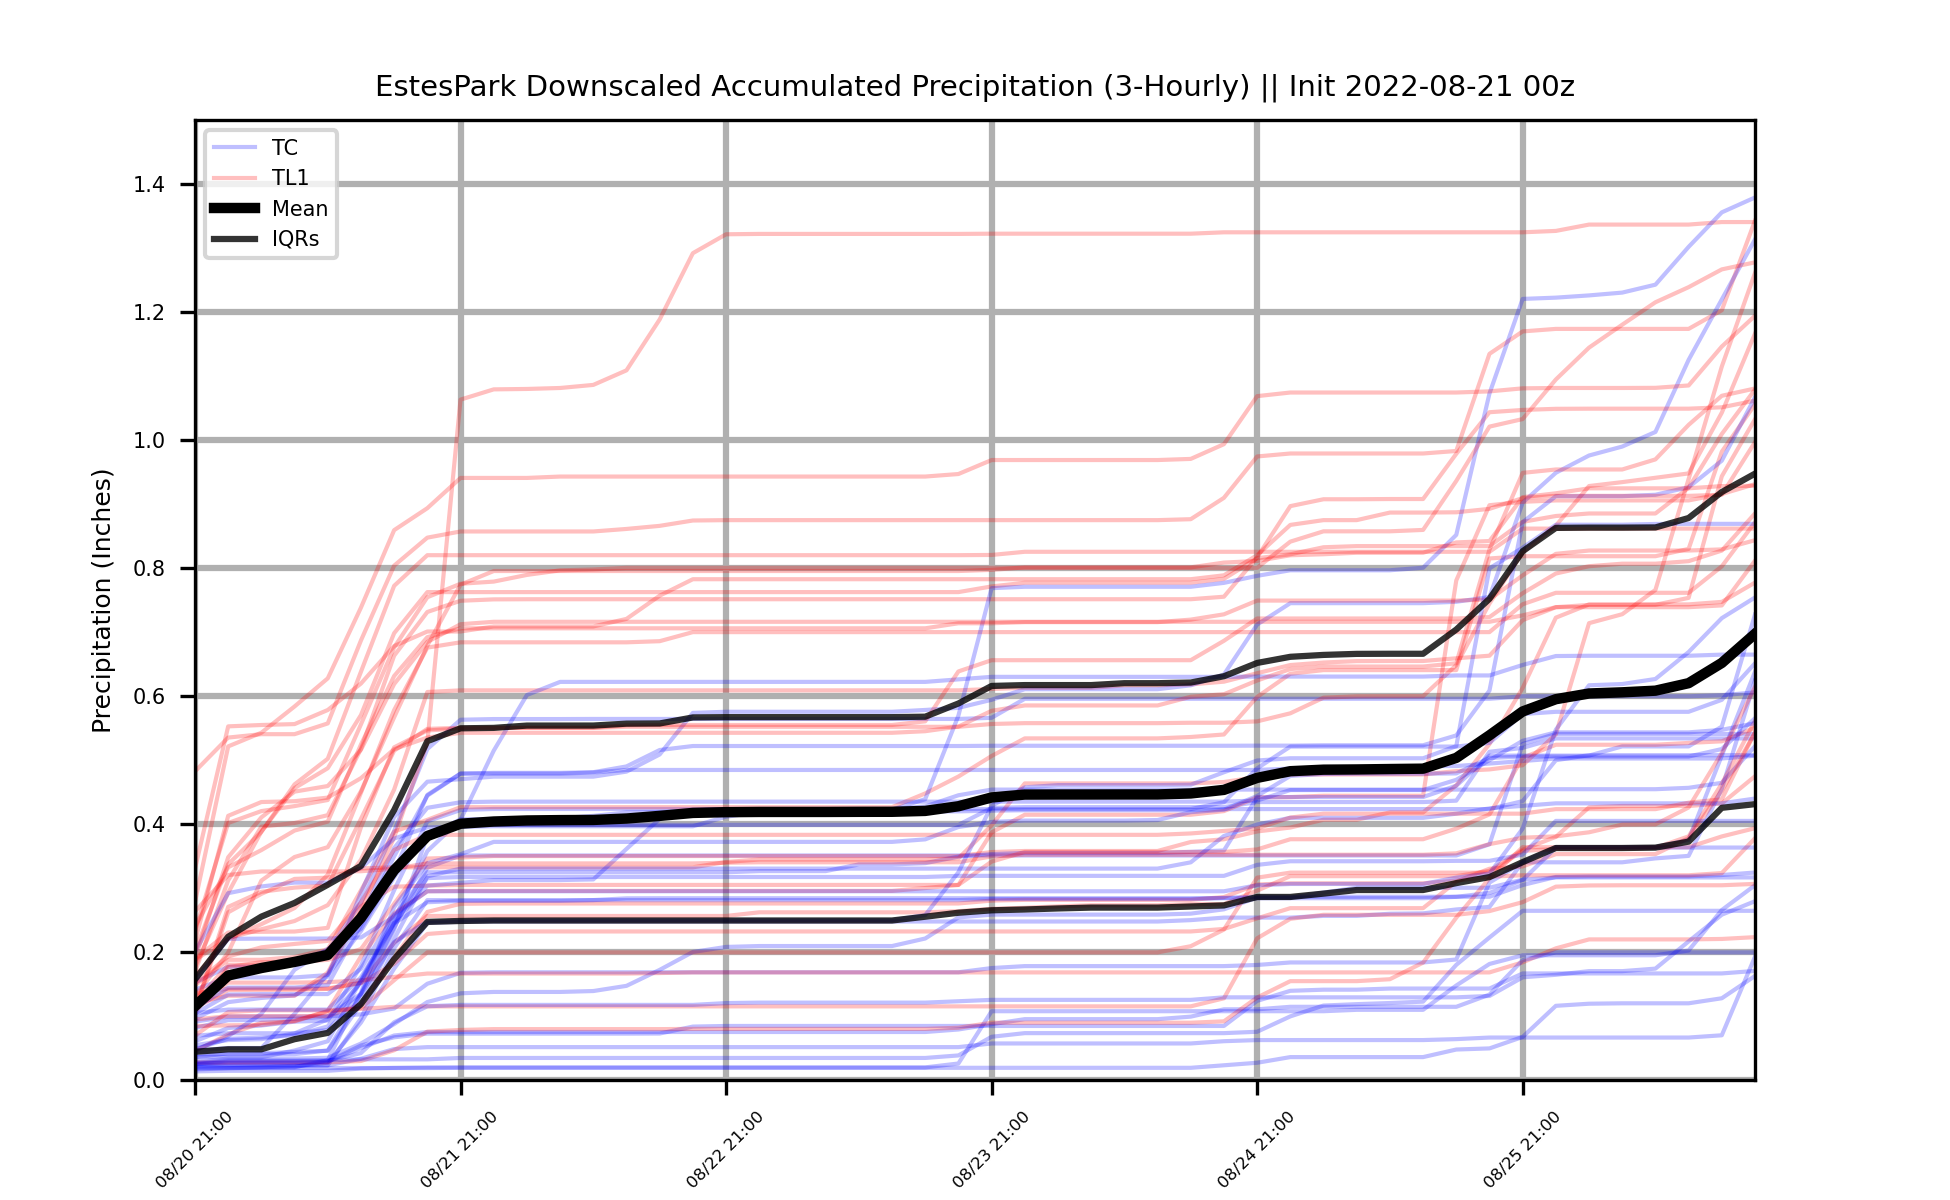 EstesPark Downscaled Accumulated Precipitation (3-Hourly) || Init 2022-08-21 00z
TC
TL1
Mean
IQRs
Precipitation (Inches)
1.4
1.2
1.0
0.8
0.6
0.4
0.2
0.0
08/20 21:00
08/21 21:00
08/22 21:00
08/23 21:00
08/24 21:00
08/25 21:00